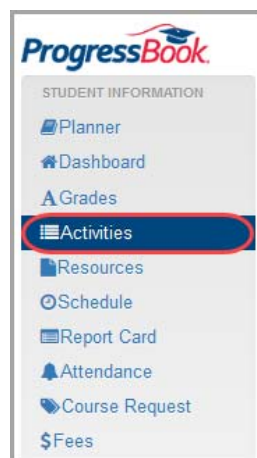 ProgressBook
STUDENT INFORMATION
Planner
Dashboard
Grades
Activities
Resources
Schedule
Report Card
Attendance
Course Request
Fees